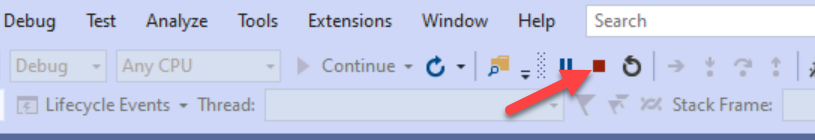 Debug Test Analyze Tools Extensions Window Help Search
Debug Any CPU Continue
Lifecycle Events Thread: Stack Frame: